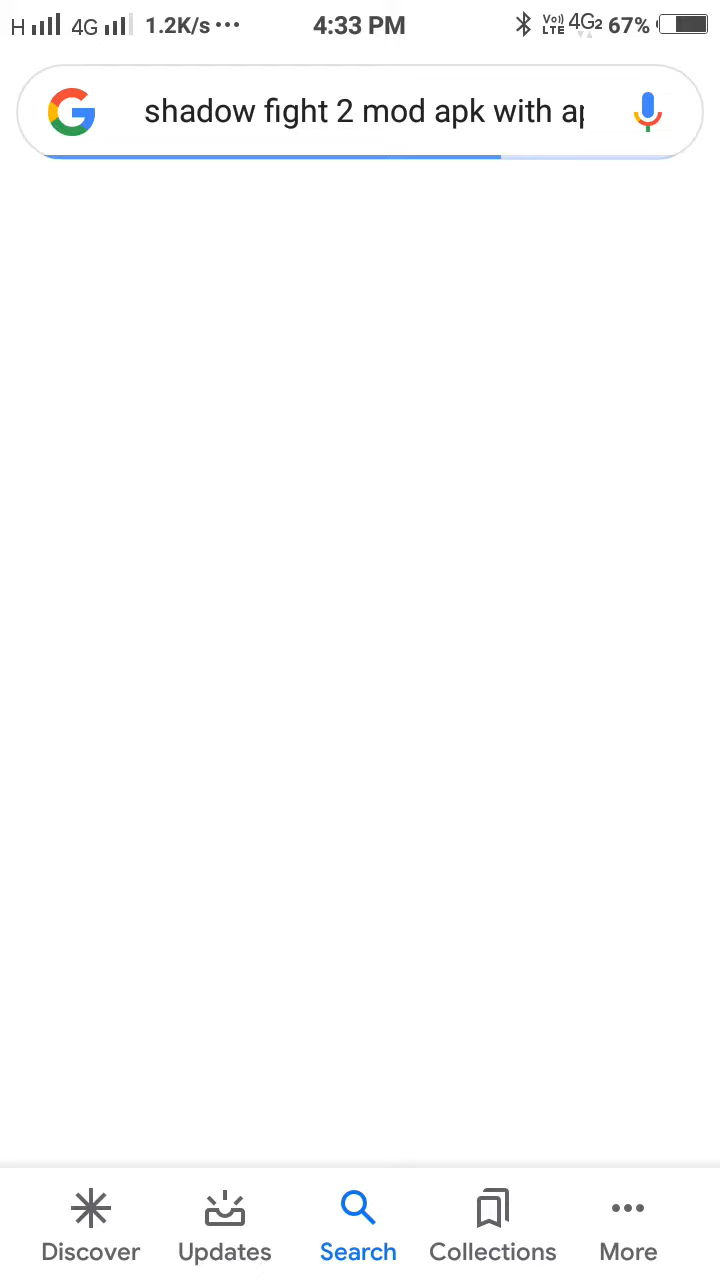 H 4G 1.2K/s ... 4:33 PM VoLTE 4G2 67%
shadow fight 2 mod apk with
Discover Updates Search Collections More